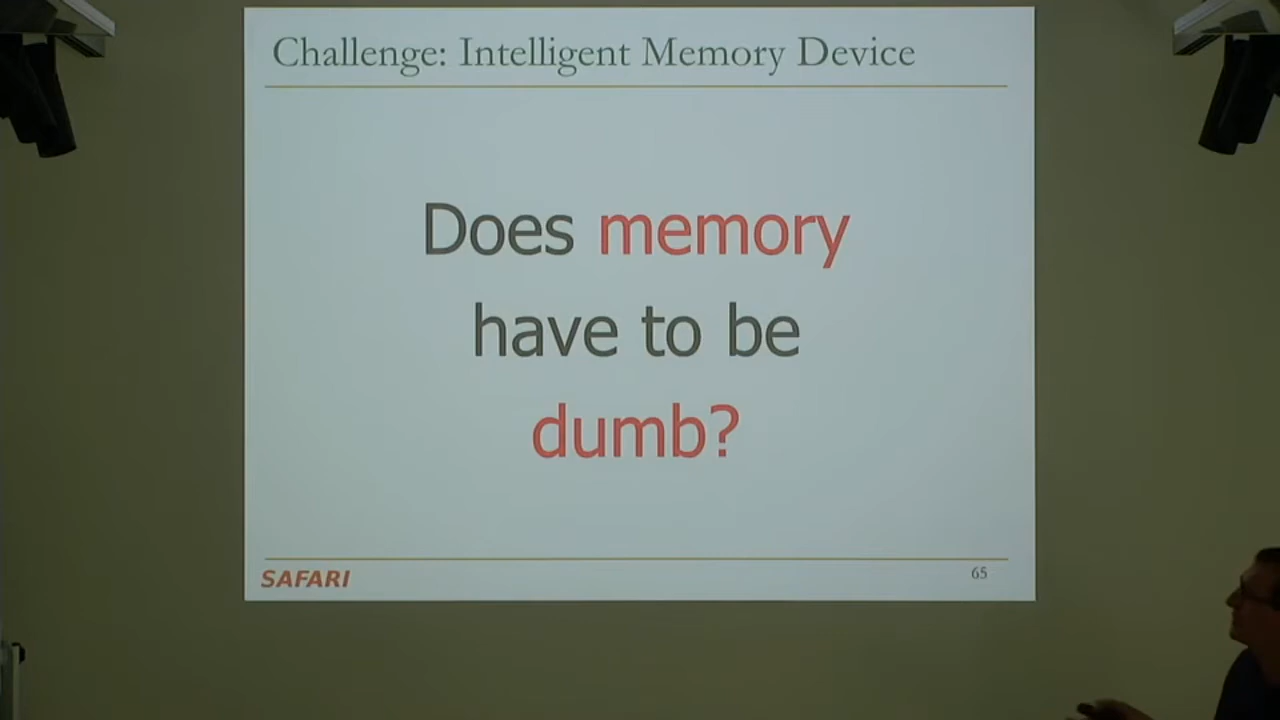 Challenge: Intelligent Memory Device
Does memory
have to be
dumb?
SAFARI
65